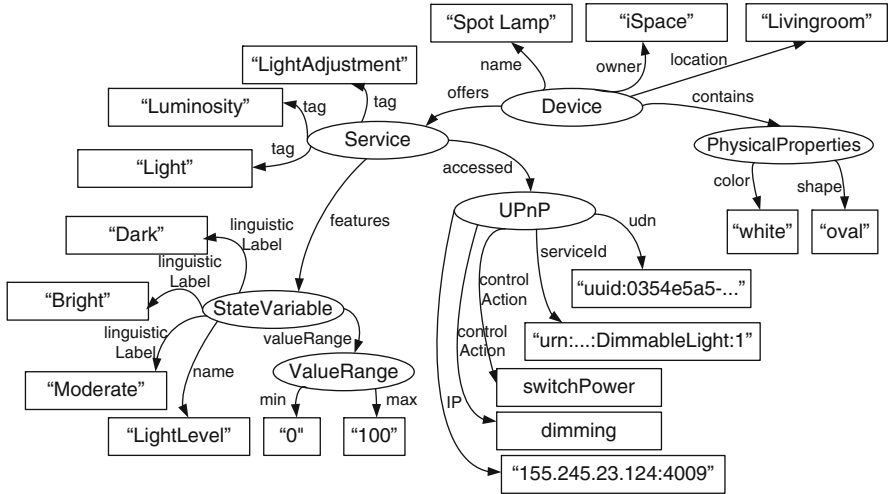 “Spot Lamp”
“iSpace”
“Livingroom”
name
owner
location
“LightAdjustment”
offers
Device
contains
“Luminosity”
tag
tag
Service
PhysicalProperties
“Light”
tag
accessed
color
shape
UPnP
features
udn
“white”
“oval”
“Dark”
linguistic
Label
serviceId
linguistic
Label
control
Action
“uuid:0354e5a5-...”
“Bright”
StateVariable
linguistic
Label
valueRange
control
Action
“urn:...:DimmableLight:1”
name
ValueRange
“Moderate”
switchPower
min
max
IP
“LightLevel”
“0"
“100”
dimming
“155.245.23.124:4009”